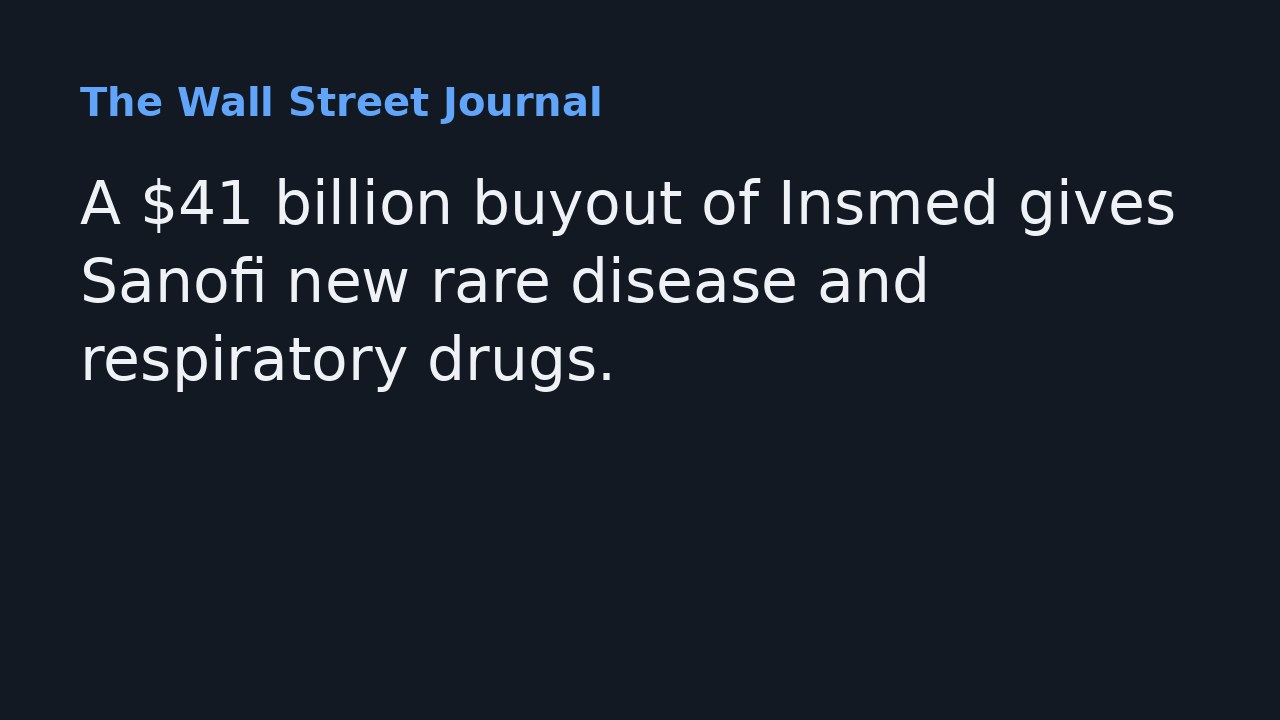 The Wall Street Journal
A $41 billion buyout of Insmed gives
Sanofi new rare disease and
respiratory drugs.